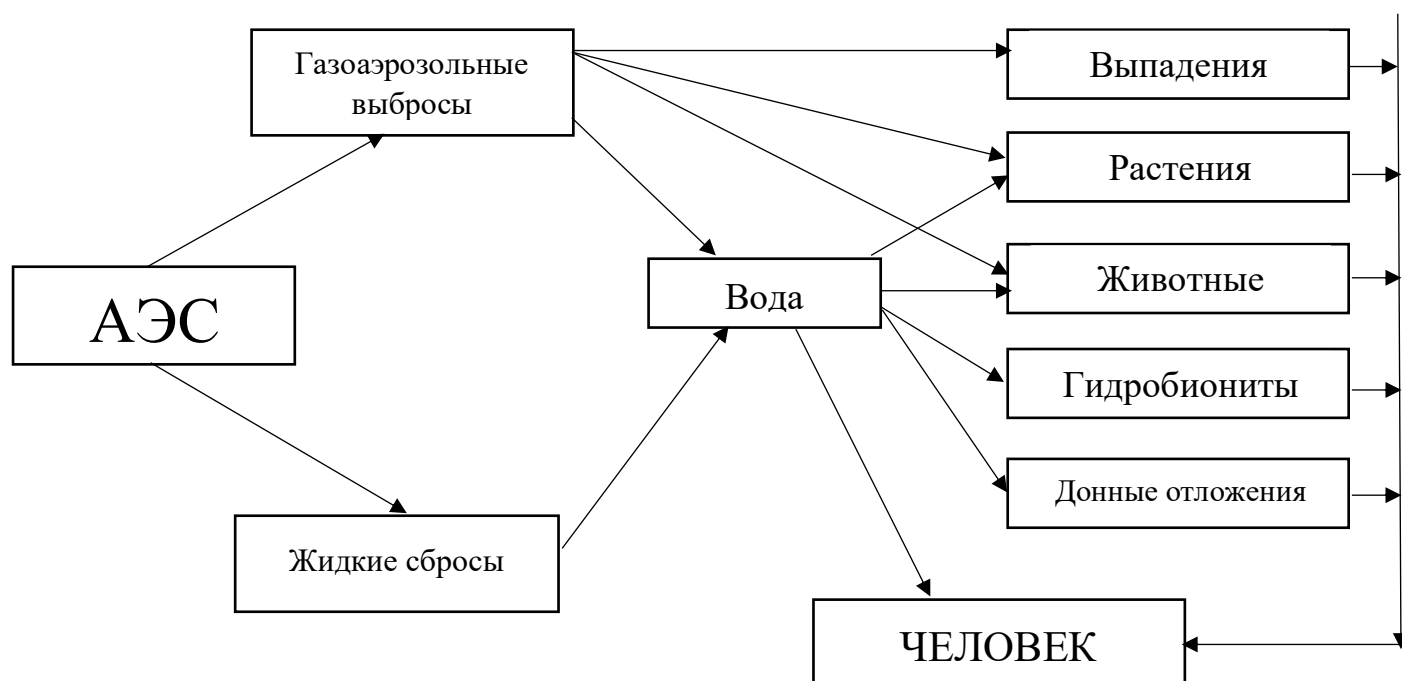 Газоаэрозольные
выбросы
Выпадения
Растения
АЭС
Вода
Животные
Гидробиониты
Донные отложения
Жидкие сбросы
ЧЕЛОВЕК